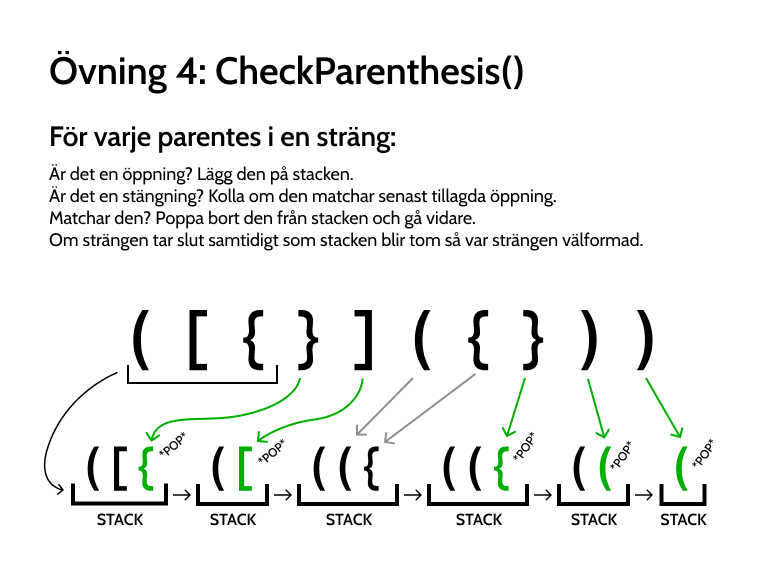 Övning 4: CheckParenthesis()
För varje parentes i en sträng:
Är det en öppning? Lägg den på stacken.
Är det en stängning? Kolla om den matchar senast tillagda öppning.
Matchar den? Poppa bort den från stacken och gå vidare.
Om strängen tar slut samtidigt som stacken blir tom så var strängen välformad.
( [ { } ] ( { } ) )
( [ { *POP* ( [ *POP* ( ( { ( ( { *POP* ( ( *POP* ( *POP*
STACK STACK STACK STACK STACK STACK